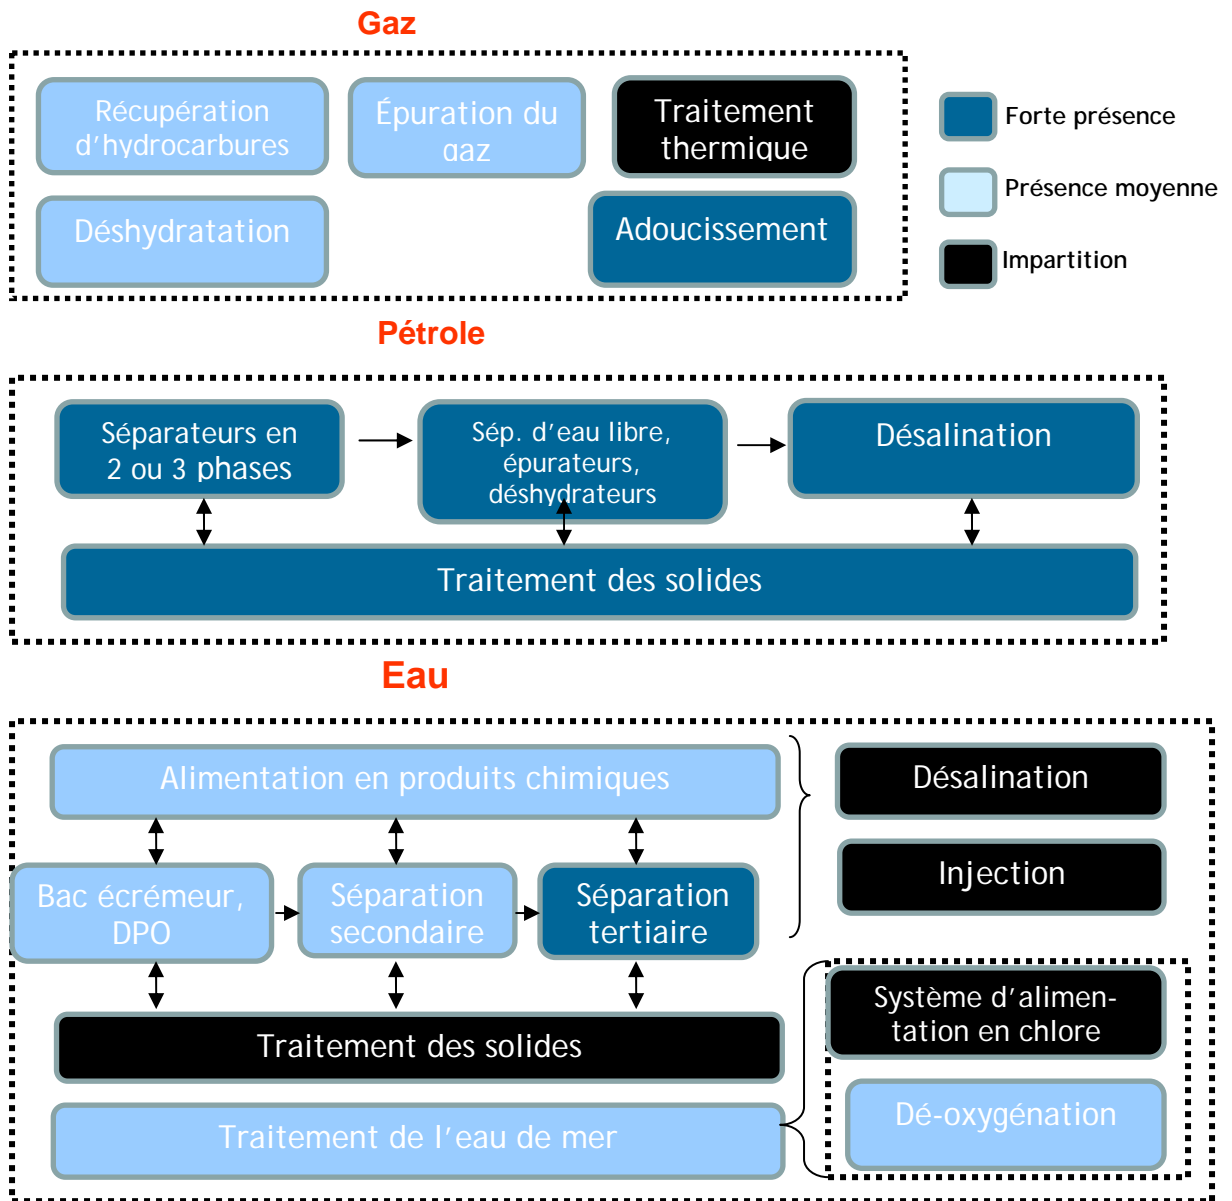 Gaz
Récupération
d'hydrocarbures
Épuration du
gaz
Traitement
thermique
Déshydratation
Adoucissement
Forte présence
Présence moyenne
Impartition
Pétrole
Séparateurs en
2 ou 3 phases
Sép. d'eau libre,
épurateurs,
déshydrateurs
Désalination
Traitement des solides
Eau
Alimentation en produits chimiques
Désalination
Injection
Bac écrémeur,
DPO
Séparation
secondaire
Séparation
tertiaire
Système d'alimen-
tation en chlore
Traitement des solides
Dé-oxygénation
Traitement de l'eau de mer